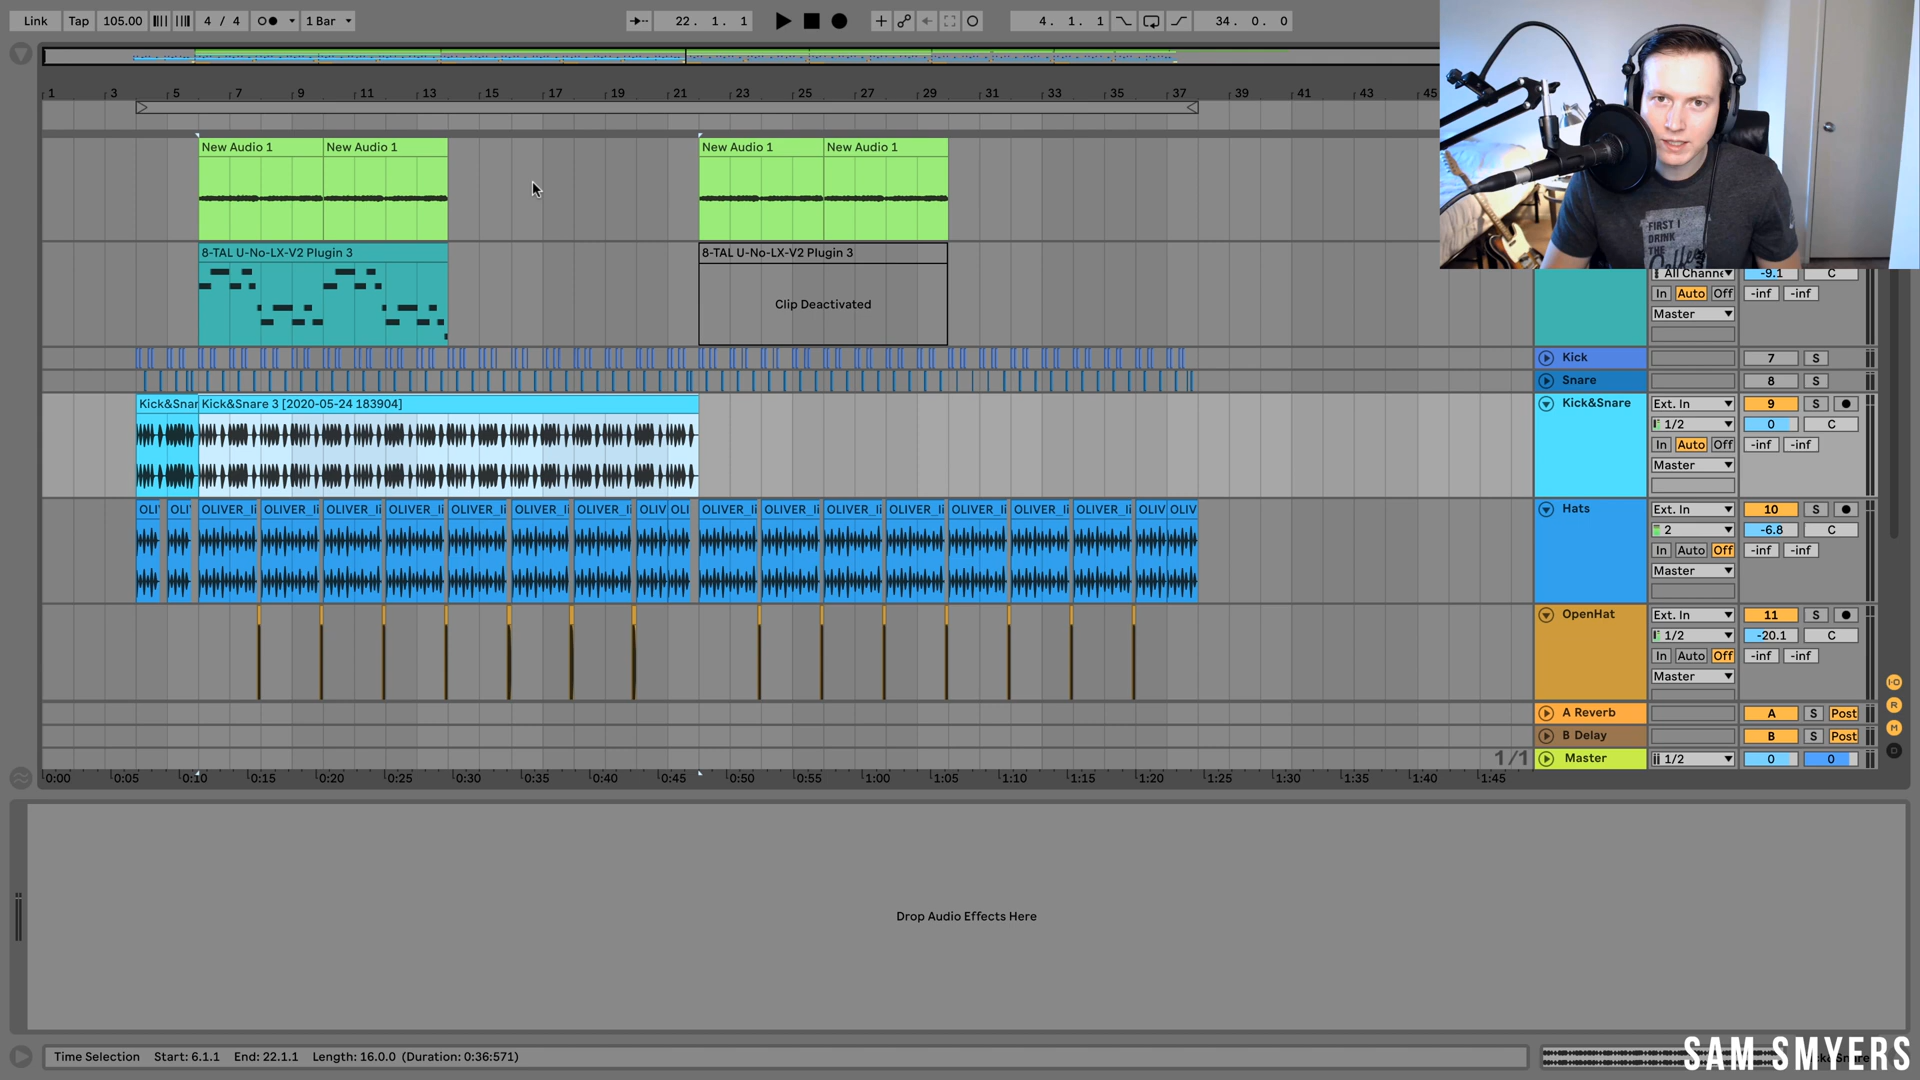 Link Tap 105.00 4 / 4 1 Bar 22. 1. 1 4. 1. 1 34. 0. 0
1 3 5 7 9 11 13 15 17 19 21 23 25 27 29 31 33 35 37 39 41 43 45
New Audio 1 New Audio 1 New Audio 1 New Audio 1
FIRST I
DRINK
THE
Coffee
8-TAL U-No-LX-V2 Plugin 3 8-TAL U-No-LX-V2 Plugin 3
Clip Deactivated
All Channe -9.1 C
In Auto Off -inf -inf
Master
Kick 7 S
Snare 8 S
Kick&Snar Kick&Snare 3 [2020-05-24 183904] Kick&Snare Ext. In 9 S
1/2 0 C
In Auto Off -inf -inf
Master
OLI OLI OLIVER_li OLIVER_li OLIVER_li OLIVER_li OLIVER_li OLIVER_li OLIVER_li OLIV OLI OLIVER_li OLIVER_li OLIVER_li OLIVER_li OLIVER_li OLIVER_li OLIVER_li OLIV OLIV Hats Ext. In 10 S
2 -6.8 C
In Auto Off -inf -inf
Master
OpenHat Ext. In 11 S
1/2 -20.1 C
In Auto Off -inf -inf
Master
I-O
R
M
D
A Reverb A S Post
B Delay B S Post
1/1 Master 1/2 0 0
0:00 0:05 0:10 0:15 0:20 0:25 0:30 0:35 0:40 0:45 0:50 0:55 1:00 1:05 1:10 1:15 1:20 1:25 1:30 1:35 1:40 1:45
Drop Audio Effects Here
Time Selection Start: 6.1.1 End: 22.1.1 Length: 16.0.0 (Duration: 0:36:571)
SAM SMYERS